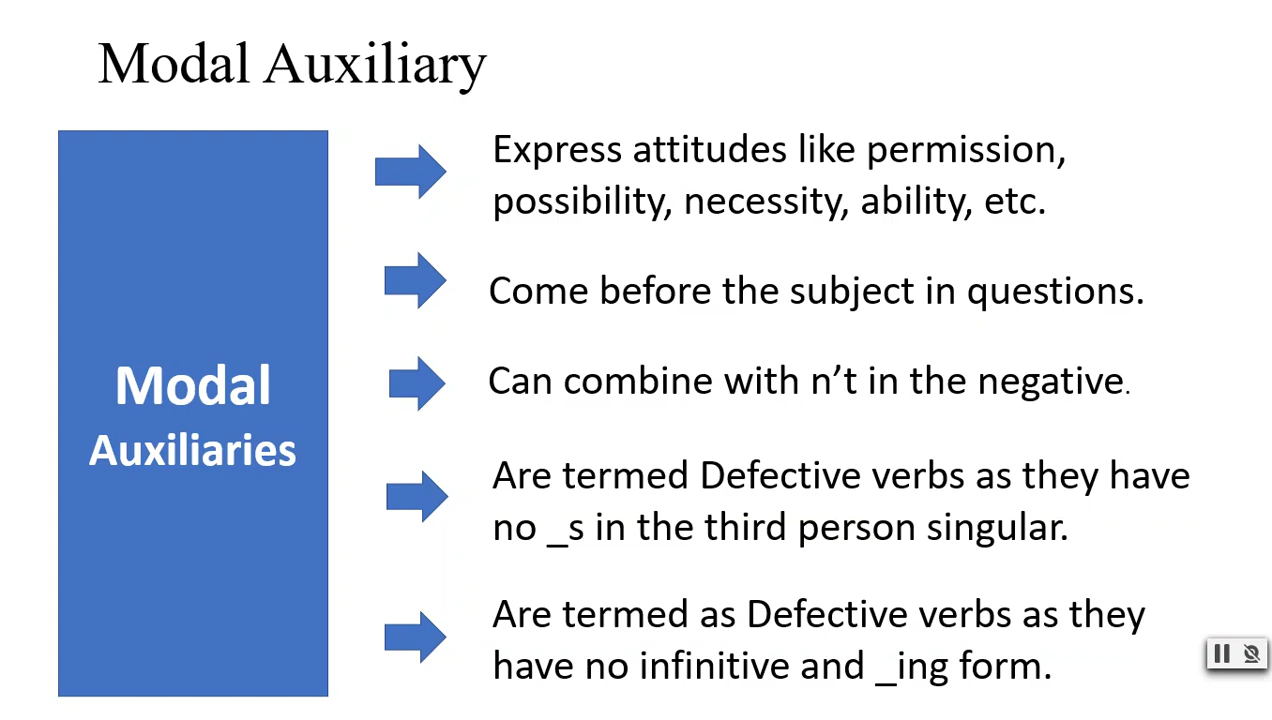 Modal Auxiliary
Modal
Auxiliaries
Express attitudes like permission,
possibility, necessity, ability, etc.
Come before the subject in questions.
Can combine with n’t in the negative.
Are termed Defective verbs as they have
no _s in the third person singular.
Are termed as Defective verbs as they
have no infinitive and _ing form.